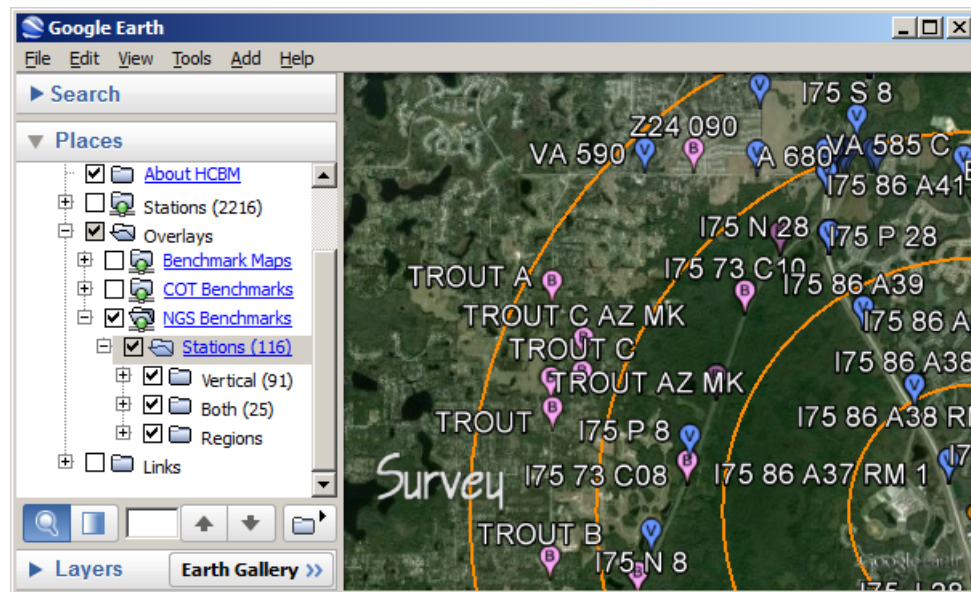 Google Earth
File Edit View Tools Add Help
Search
Places
About HCBM
Stations (2216)
Overlays
Benchmark Maps
COT Benchmarks
NGS Benchmarks
Stations (116)
Vertical (91)
Both (25)
Regions
Links
Layers
Earth Gallery >>
I75 S 8
Z24 090
VA 590
A 680
VA 585 C
I75 86 A41
I75 N 28
I75 P 28
TROUT A
I75 73 C10
I75 86 A39
TROUT C AZ MK
I75 86 A
TROUT C
I75 86 A38
TROUT AZ MK
TROUT
I75 P 8
I75 86 A38 R
Survey
I75 73 C08
I75 86 A37 RM 1
TROUT B
I75 N 8
Google earth